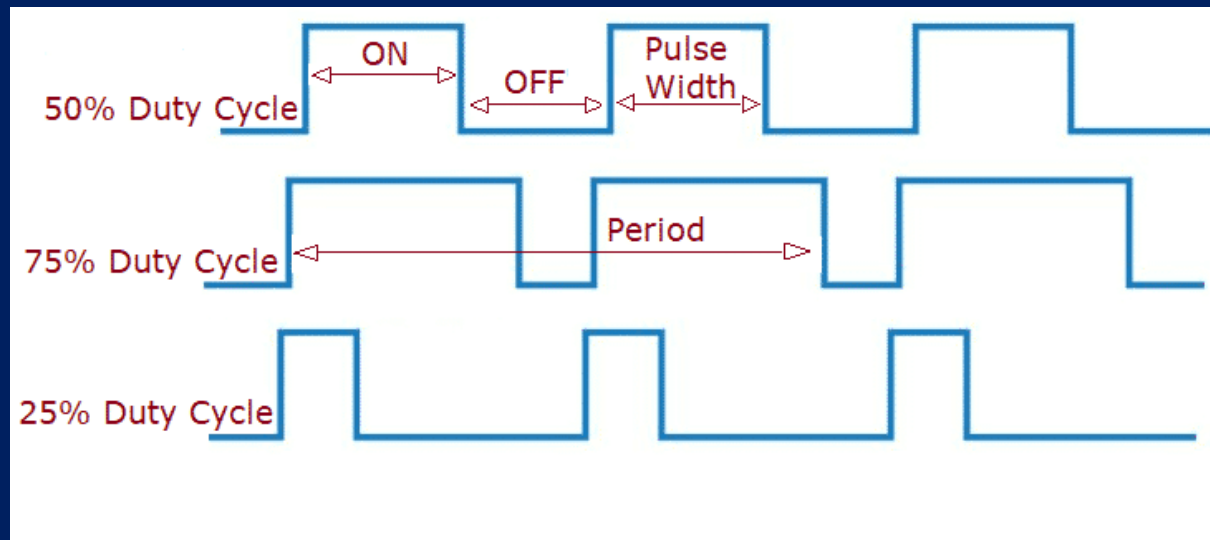 ON
OFF
Pulse
Width
50% Duty Cycle
Period
75% Duty Cycle
25% Duty Cycle